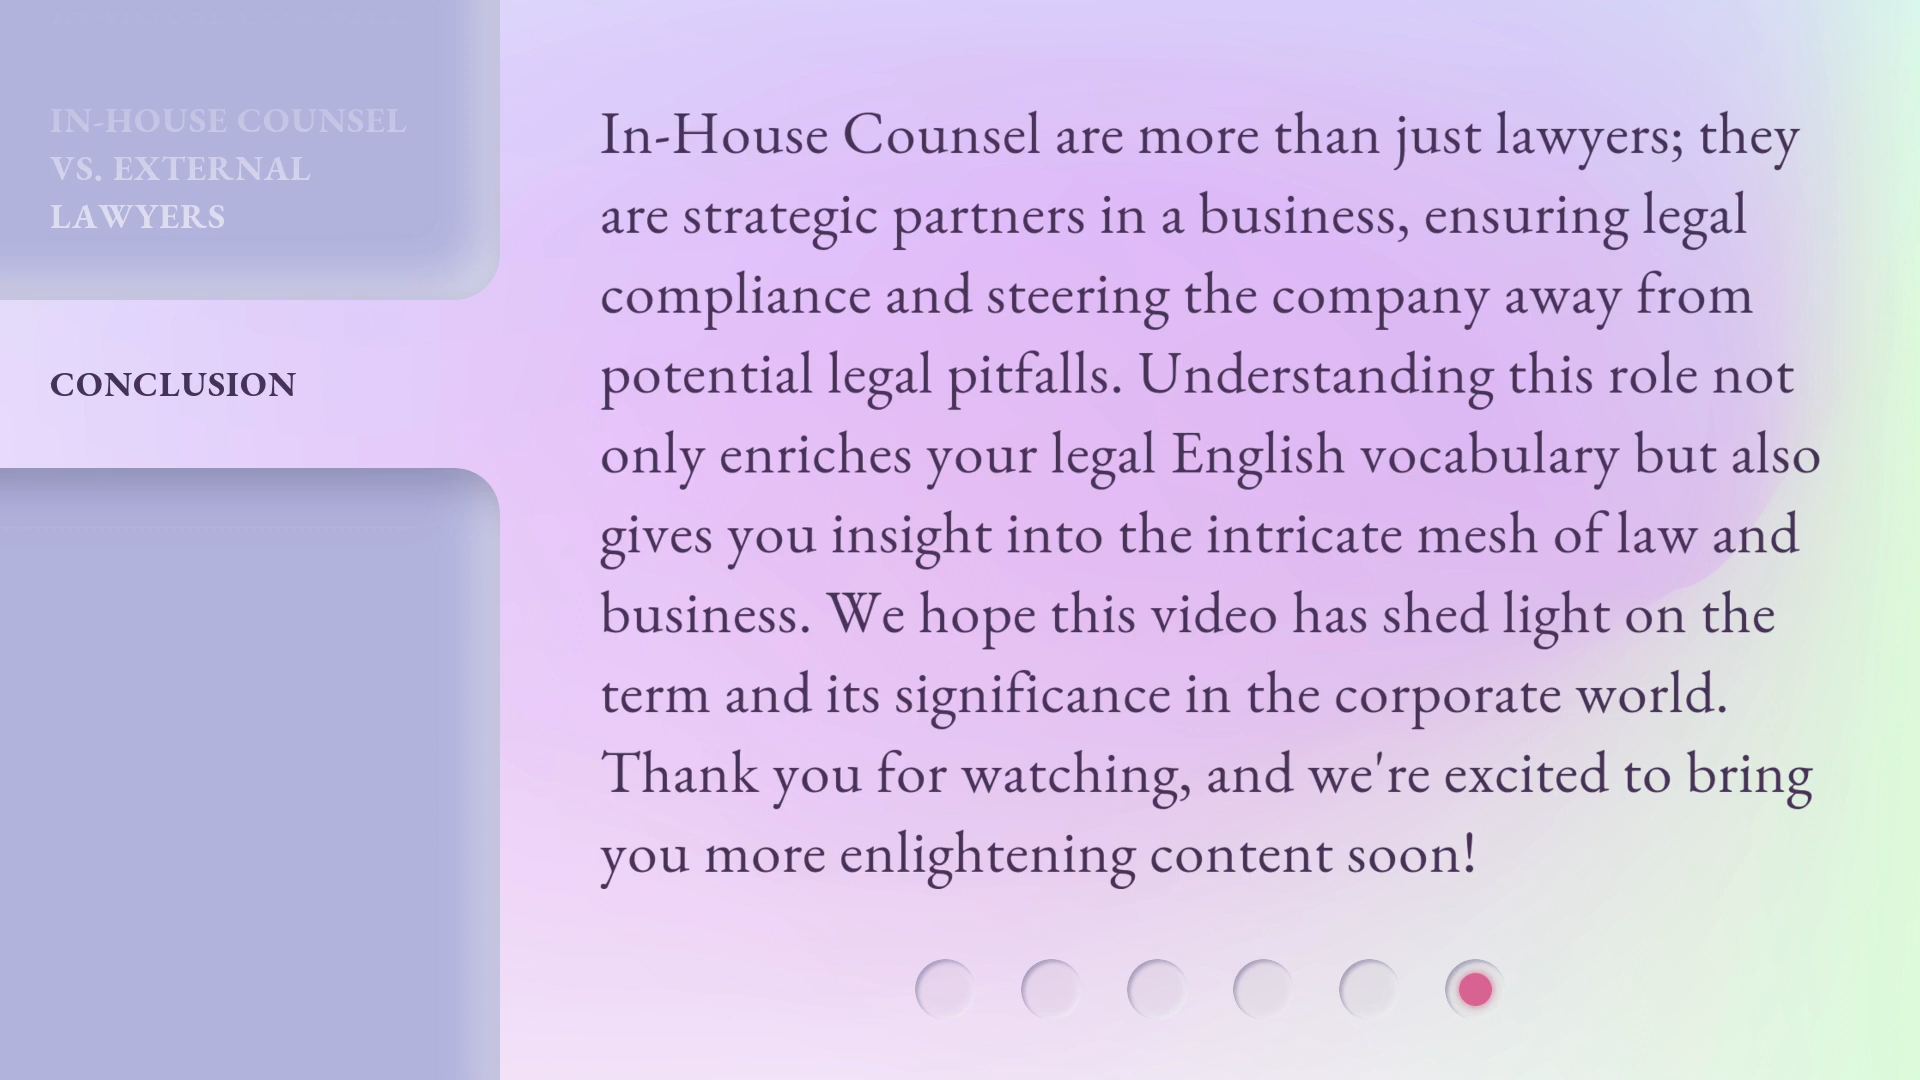 IN-HOUSE COUNSEL
VS. EXTERNAL
LAWYERS
CONCLUSION
In-House Counsel are more than just lawyers; they
are strategic partners in a business, ensuring legal
compliance and steering the company away from
potential legal pitfalls. Understanding this role not
only enriches your legal English vocabulary but also
gives you insight into the intricate mesh of law and
business. We hope this video has shed light on the
term and its significance in the corporate world.
Thank you for watching, and we're excited to bring
you more enlightening content soon!